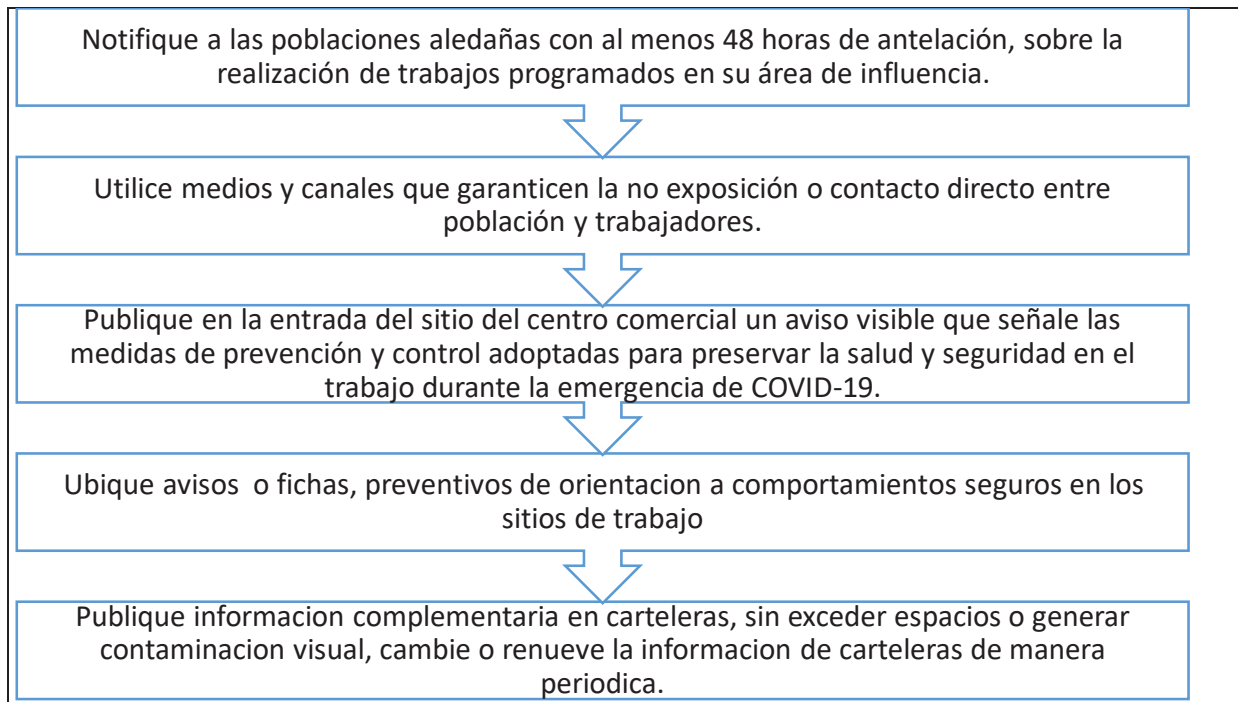 Notifique a las poblaciones aledañas con al menos 48 horas de antelación, sobre la
realización de trabajos programados en su área de influencia.
Utilice medios y canales que garanticen la no exposición o contacto directo entre
población y trabajadores.
Publique en la entrada del sitio del centro comercial un aviso visible que señale las
medidas de prevención y control adoptadas para preservar la salud y seguridad en el
trabajo durante la emergencia de COVID-19.
Ubique avisos  o fichas, preventivos de orientacion a comportamientos seguros en los
sitios de trabajo
Publique informacion complementaria en carteleras, sin exceder espacios o generar
contaminacion visual, cambie o renueve la informacion de carteleras de manera
periodica.